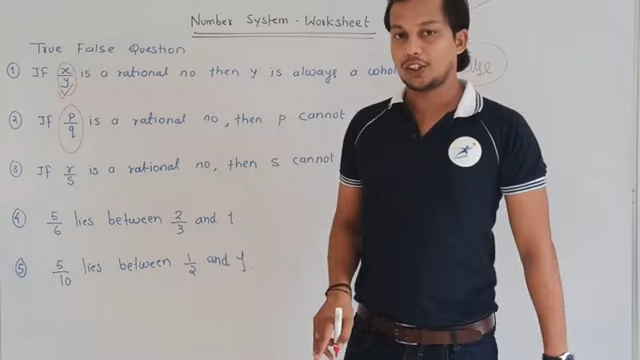 Number System - Worksheet
True False Question
① If x/y is a rational no then y is always a
② If p/q is a rational no, then p cannot
③ If r/s is a rational no, then s cannot
④ 5/6 lies between 2/3 and 1
⑤ 5/10 lies between 1/2 and 1